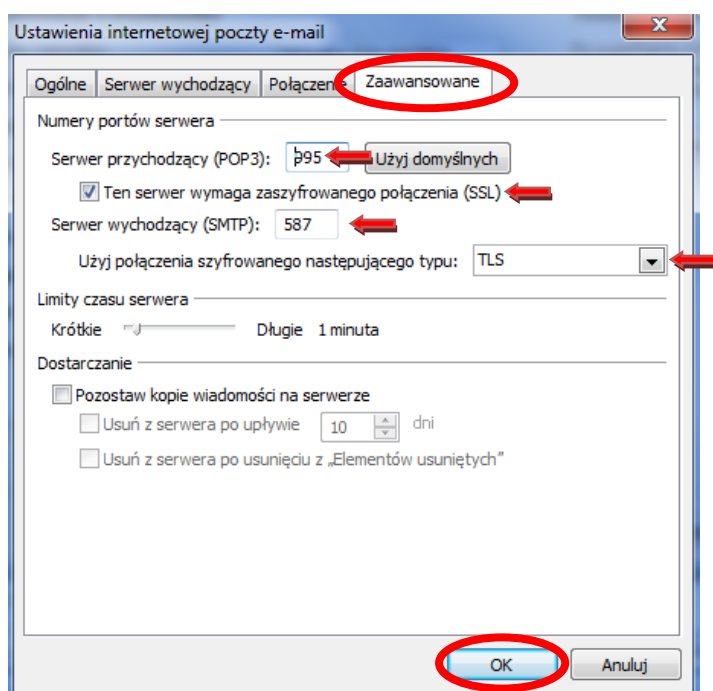 Ustawienia internetowej poczty e-mail
Ogólne Serwer wychodzący Połączenie Zaawansowane
Numery portów serwera
Serwer przychodzący (POP3): 995 Użyj domyślnych
Ten serwer wymaga zaszyfrowanego połączenia (SSL)
Serwer wychodzący (SMTP): 587
Użyj połączenia szyfrowanego następującego typu: TLS
Limity czasu serwera
Krótkie Długie 1 minuta
Dostarczanie
Pozostaw kopie wiadomości na serwerze
Usuń z serwera po upływie 10 dni
Usuń z serwera po usunięciu z „Elementów usuniętych”
OK Anuluj